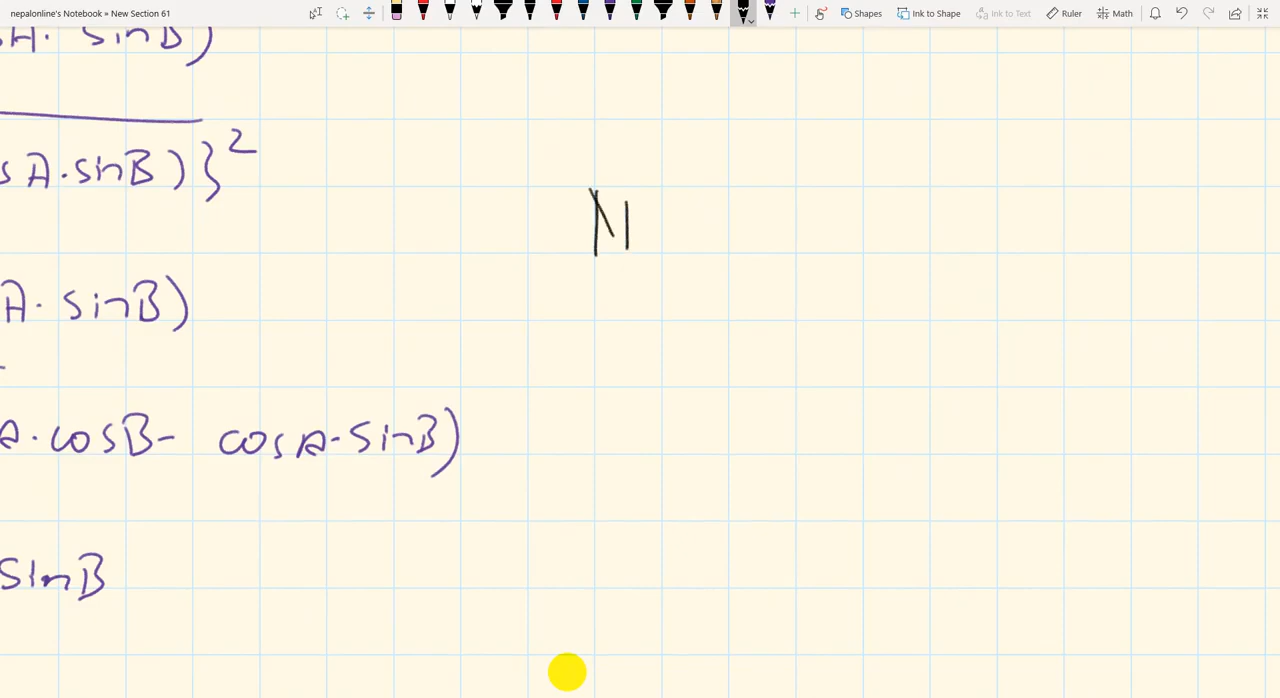 nepalonline's Notebook » New Section 61
Shapes Ink to Shape Ink to Text Ruler Math
A. sinB)
A.sinB)}²
N
A. sinB)
A.cosB- cosA.sinB)
sinB